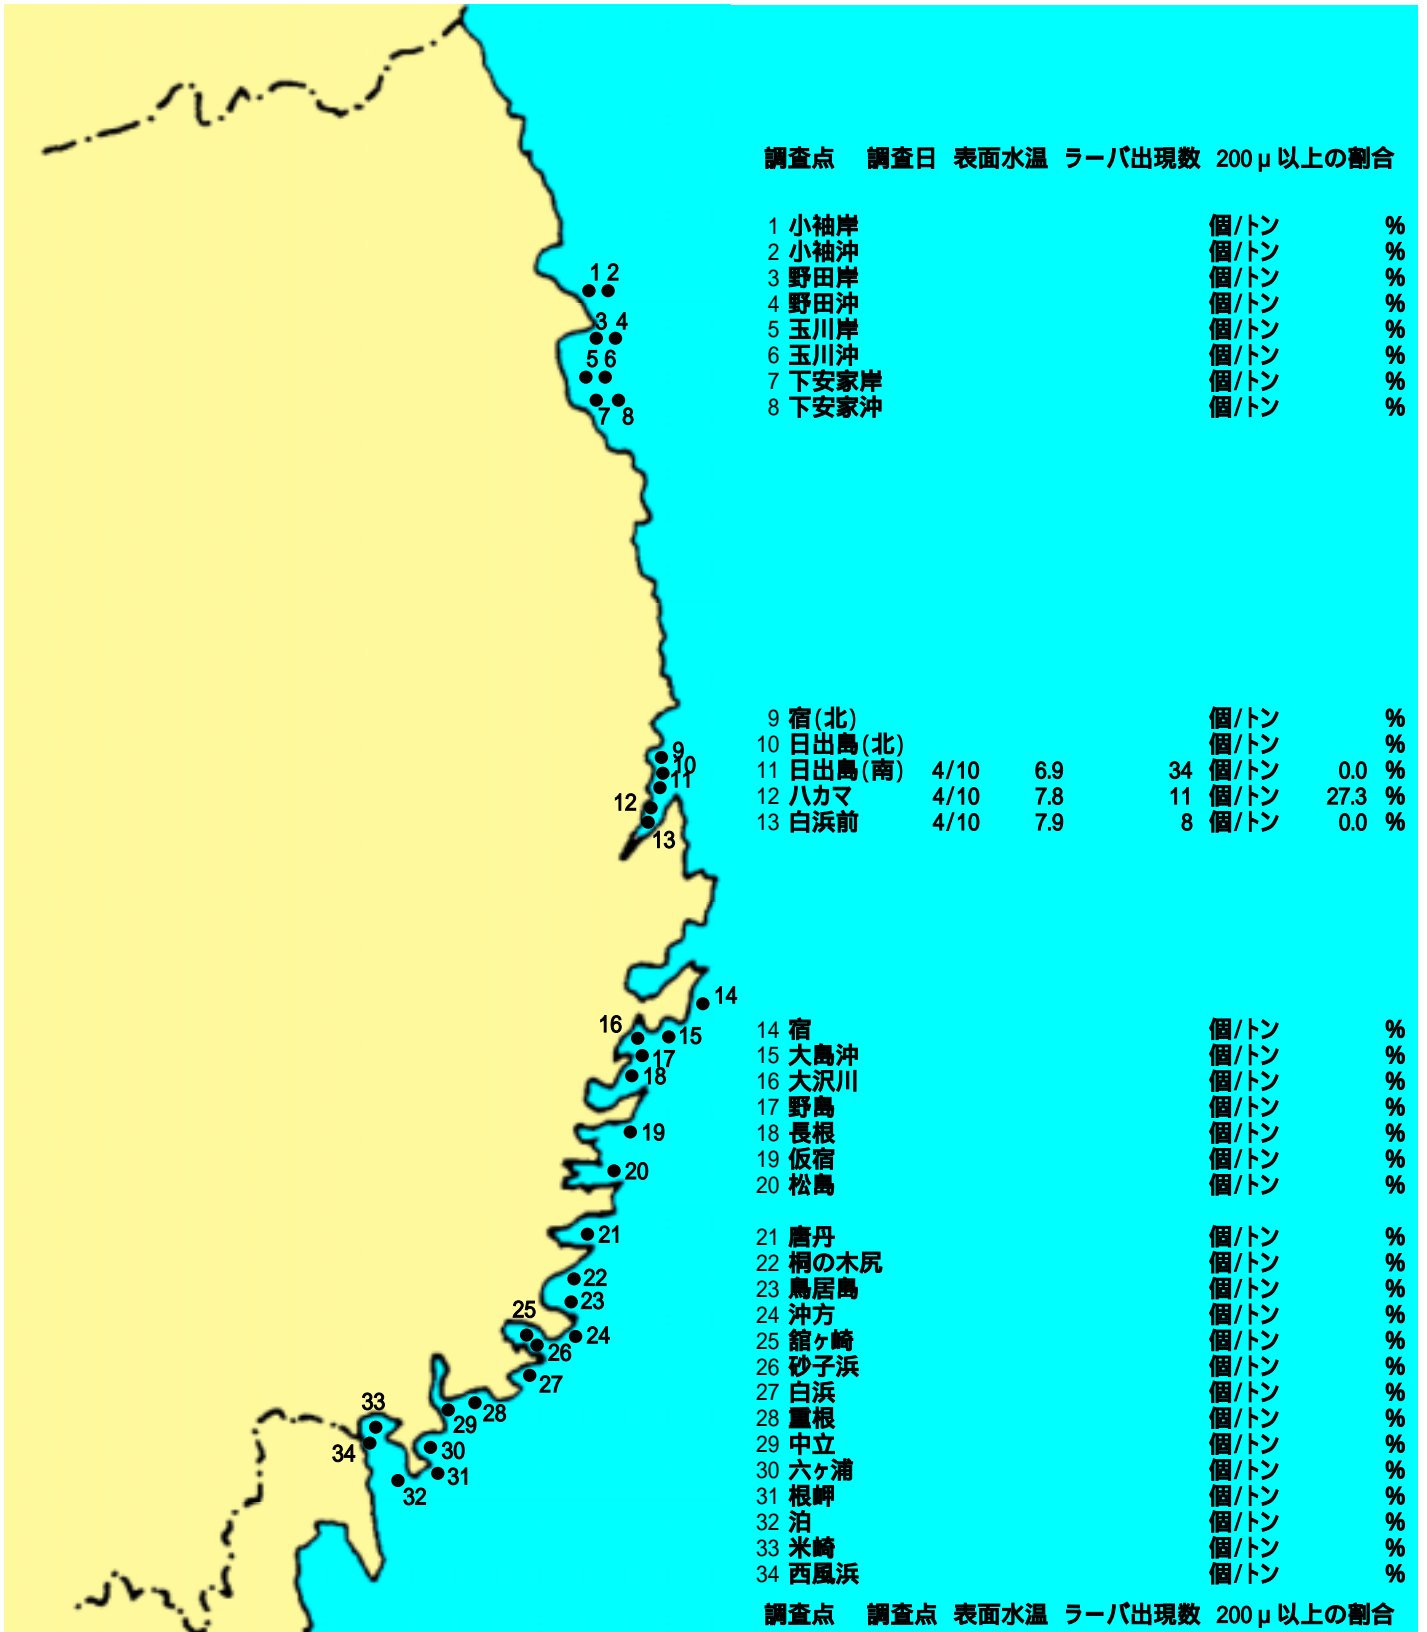 調査点 調査日 表面水温 ラーバ出現数 200μ以上の割合
1 小袖岸 個/トン %
2 小袖沖 個/トン %
3 野田岸 個/トン %
4 野田沖 個/トン %
5 玉川岸 個/トン %
6 玉川沖 個/トン %
7 下安家岸 個/トン %
8 下安家沖 個/トン %
9 宿(北) 個/トン %
10 日出島(北) 個/トン %
11 日出島(南) 4/10 6.9 34 個/トン 0.0 %
12 ハカマ 4/10 7.8 11 個/トン 27.3 %
13 白浜前 4/10 7.9 8 個/トン 0.0 %
14 宿 個/トン %
15 大島沖 個/トン %
16 大沢川 個/トン %
17 野島 個/トン %
18 長根 個/トン %
19 仮宿 個/トン %
20 松島 個/トン %
21 唐丹 個/トン %
22 桐の木尻 個/トン %
23 鳥居島 個/トン %
24 沖方 個/トン %
25 舘ヶ崎 個/トン %
26 砂子浜 個/トン %
27 白浜 個/トン %
28 重根 個/トン %
29 中立 個/トン %
30 六ヶ浦 個/トン %
31 根岬 個/トン %
32 泊 個/トン %
33 米崎 個/トン %
34 西風浜 個/トン %
調査点 調査点 表面水温 ラーバ出現数 200μ以上の割合
1 2
3 4
5 6
7 8
9
10
11
12
13
14
16
15
17
18
19
20
21
22
23
25
24
26
27
33
28
29
34
30
31
32